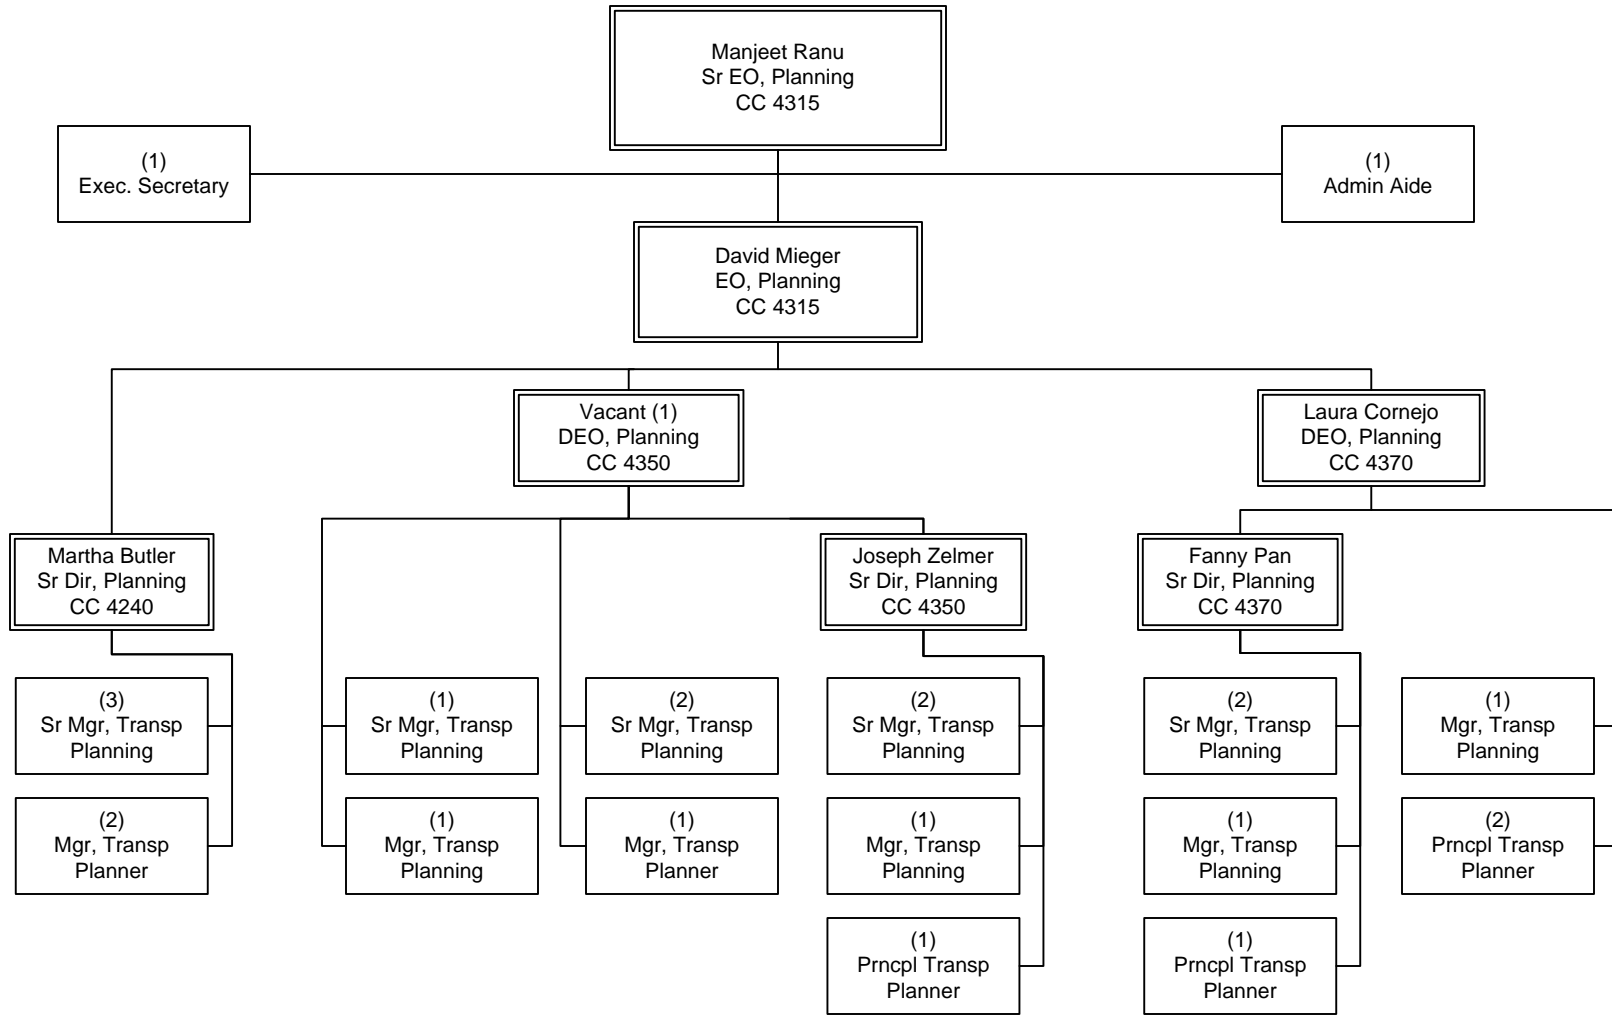 Manjeet Ranu
Sr EO, Planning
CC 4315
(1)
Exec. Secretary
(1)
Admin Aide
David Mieger
EO, Planning
CC 4315
Vacant (1)
DEO, Planning
CC 4350
Laura Cornejo
DEO, Planning
CC 4370
Martha Butler
Sr Dir, Planning
CC 4240
Joseph Zelmer
Sr Dir, Planning
CC 4350
Fanny Pan
Sr Dir, Planning
CC 4370
(3)
Sr Mgr, Transp
Planning
(1)
Sr Mgr, Transp
Planning
(2)
Sr Mgr, Transp
Planning
(2)
Sr Mgr, Transp
Planning
(2)
Sr Mgr, Transp
Planning
(1)
Mgr, Transp
Planning
(2)
Mgr, Transp
Planner
(1)
Mgr, Transp
Planning
(1)
Mgr, Transp
Planner
(1)
Mgr, Transp
Planning
(1)
Mgr, Transp
Planning
(2)
Prncpl Transp
Planner
(1)
Prncpl Transp
Planner
(1)
Prncpl Transp
Planner